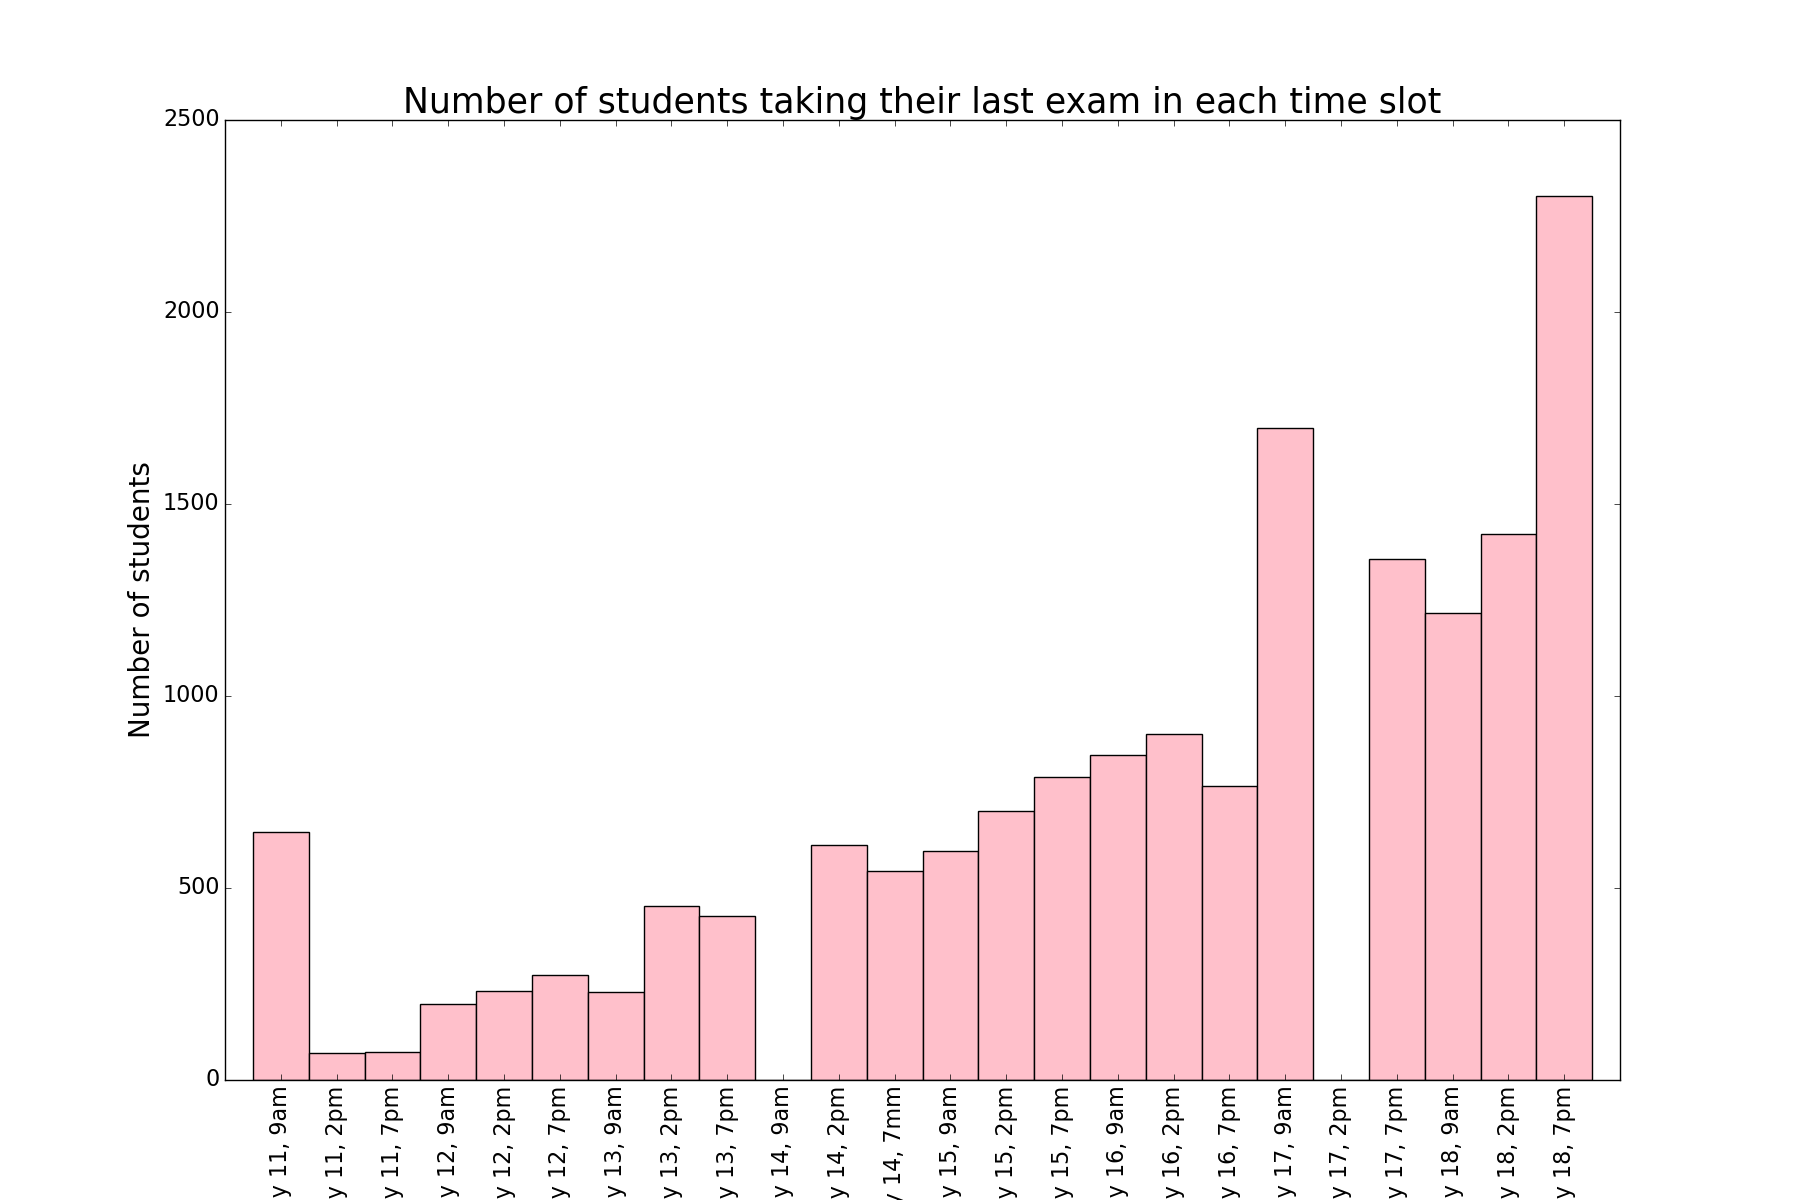 Number of students taking their last exam in each time slot
2500
2000
1500
1000
500
0
Number of students
y 11, 9am
y 11, 2pm
y 11, 7pm
y 12, 9am
y 12, 2pm
y 12, 7pm
y 13, 9am
y 13, 2pm
y 13, 7pm
y 14, 9am
y 14, 2pm
y 14, 7mm
y 15, 9am
y 15, 2pm
y 15, 7pm
y 16, 9am
y 16, 2pm
y 16, 7pm
y 17, 9am
y 17, 2pm
y 17, 7pm
y 18, 9am
y 18, 2pm
y 18, 7pm